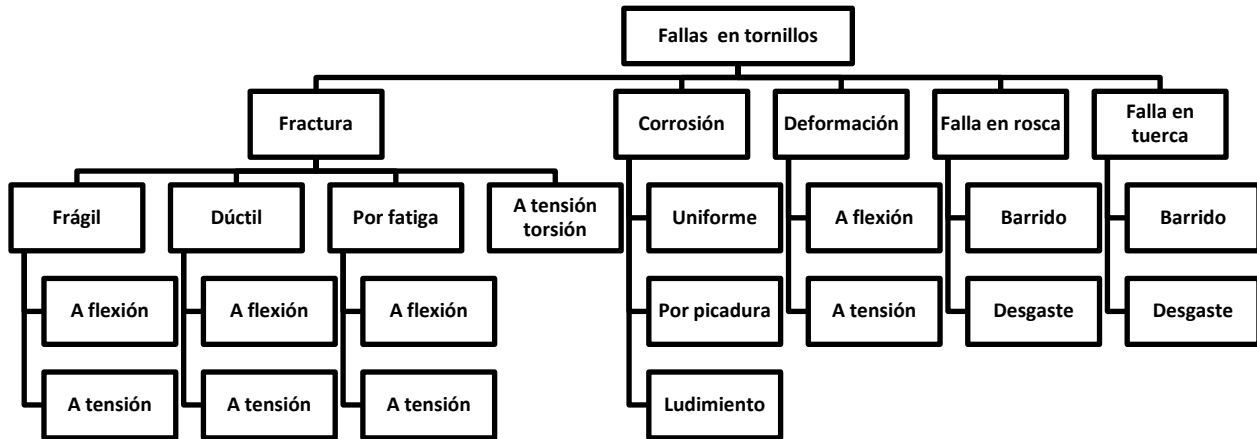 Fallas en tornillos
Fractura
Corrosión
Deformación
Falla en rosca
Falla en
tuerca
Frágil
Dúctil
Por fatiga
A tensión
torsión
Uniforme
A flexión
Barrido
Barrido
A flexión
A flexión
A flexión
Por picadura
A tensión
Desgaste
Desgaste
A tensión
A tensión
A tensión
Ludimiento